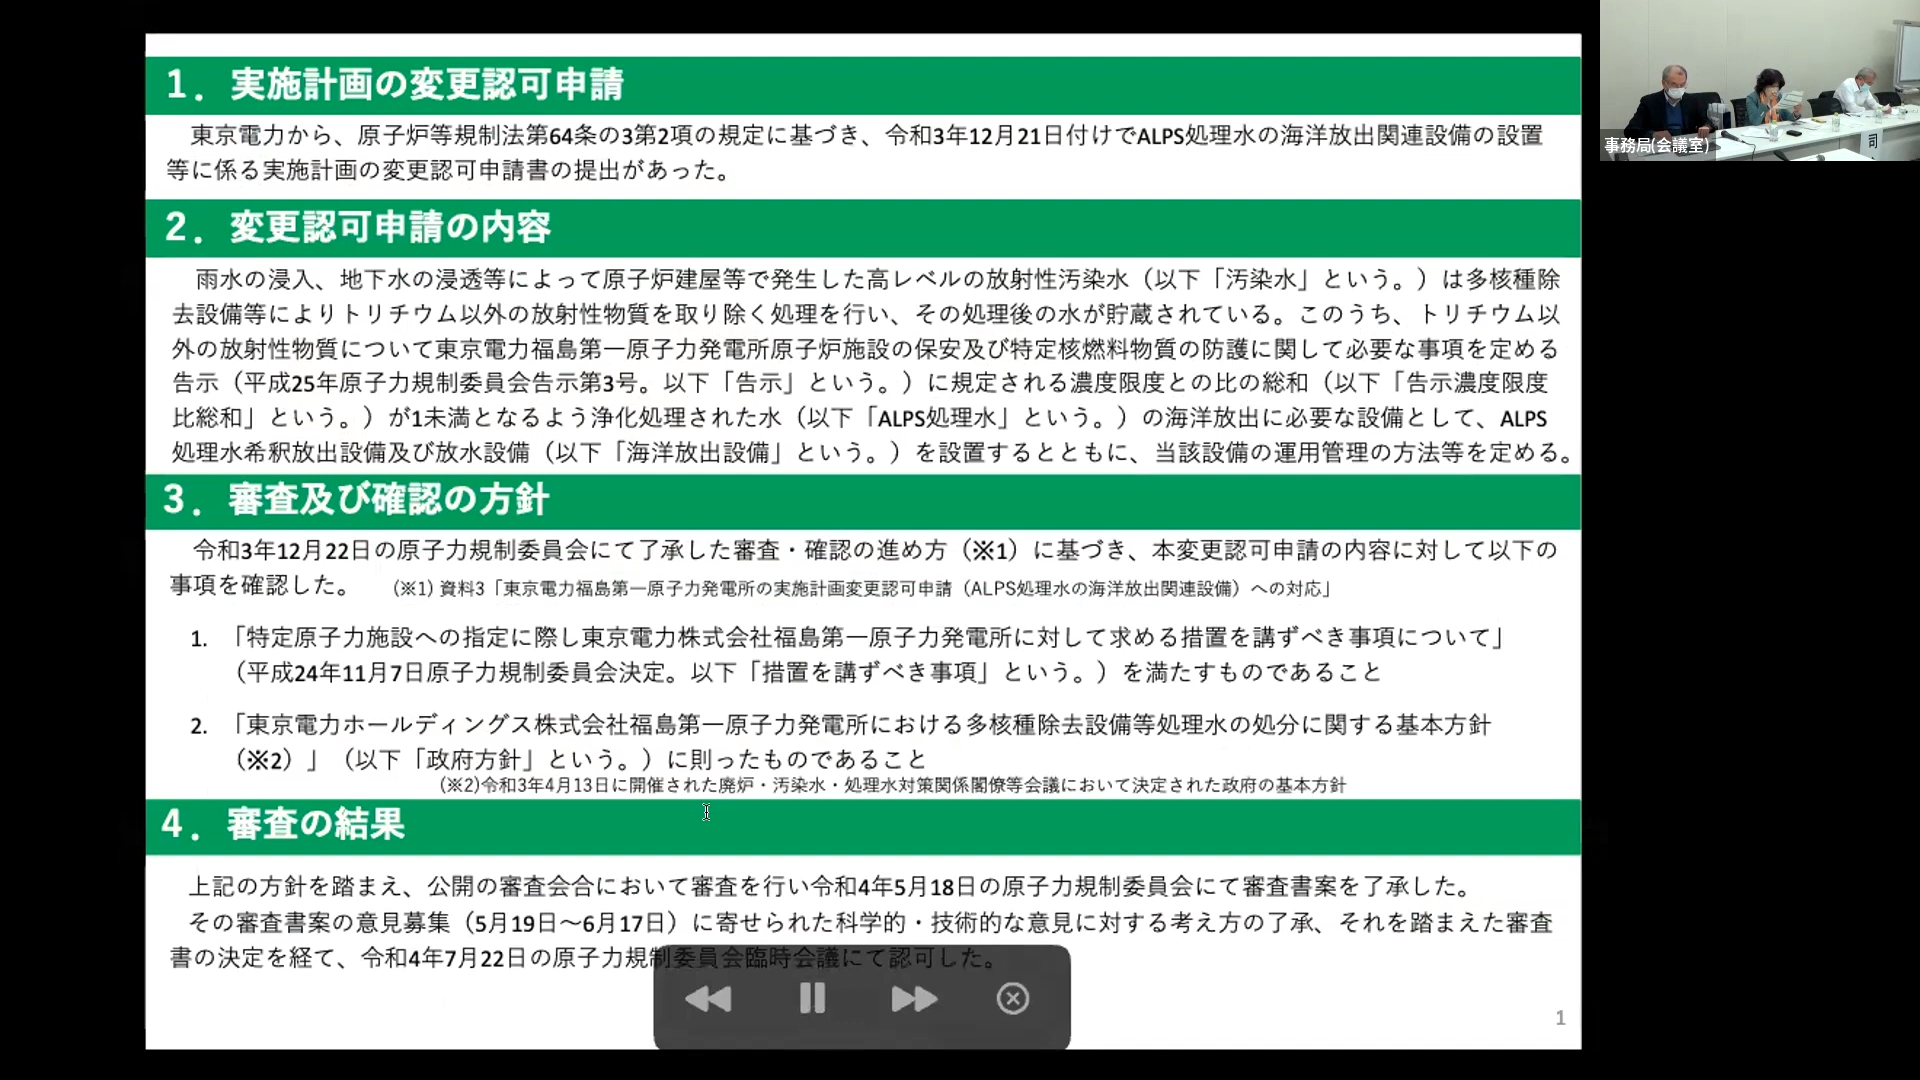 1．実施計画の変更認可申請
東京電力から、原子炉等規制法第64条の3第2項の規定に基づき、令和3年12月21日付けでALPS処理水の海洋放出関連設備の設置
等に係る実施計画の変更認可申請書の提出があった。
2．変更認可申請の内容
雨水の浸入、地下水の浸透等によって原子炉建屋等で発生した高レベルの放射性汚染水（以下「汚染水」という。）は多核種除
去設備等によりトリチウム以外の放射性物質を取り除く処理を行い、その処理後の水が貯蔵されている。このうち、トリチウム以
外の放射性物質について東京電力福島第一原子力発電所原子炉施設の保安及び特定核燃料物質の防護に関して必要な事項を定める
告示（平成25年原子力規制委員会告示第3号。以下「告示」という。）に規定される濃度限度との比の総和（以下「告示濃度限度
比総和」という。）が1未満となるよう浄化処理された水（以下「ALPS処理水」という。）の海洋放出に必要な設備として、ALPS
処理水希釈放出設備及び放水設備（以下「海洋放出設備」という。）を設置するとともに、当該設備の運用管理の方法等を定める。
3．審査及び確認の方針
令和3年12月22日の原子力規制委員会にて了承した審査・確認の進め方（※1）に基づき、本変更認可申請の内容に対して以下の
事項を確認した。 (※1) 資料3「東京電力福島第一原子力発電所の実施計画変更認可申請（ALPS処理水の海洋放出関連設備）への対応」
1. 「特定原子力施設への指定に際し東京電力株式会社福島第一原子力発電所に対して求める措置を講ずべき事項について」
（平成24年11月7日原子力規制委員会決定。以下「措置を講ずべき事項」という。）を満たすものであること
2. 「東京電力ホールディングス株式会社福島第一原子力発電所における多核種除去設備等処理水の処分に関する基本方針
（※2）」（以下「政府方針」という。）に則ったものであること
(※2)令和3年4月13日に開催された廃炉・汚染水・処理水対策関係閣僚等会議において決定された政府の基本方針
4．審査の結果
上記の方針を踏まえ、公開の審査会合において審査を行い令和4年5月18日の原子力規制委員会にて審査書案を了承した。
その審査書案の意見募集（5月19日～6月17日）に寄せられた科学的・技術的な意見に対する考え方の了承、それを踏まえた審査
書の決定を経て、令和4年7月22日の原子力規制委員会臨時会議にて認可した。
1
事務局(会議室)
司